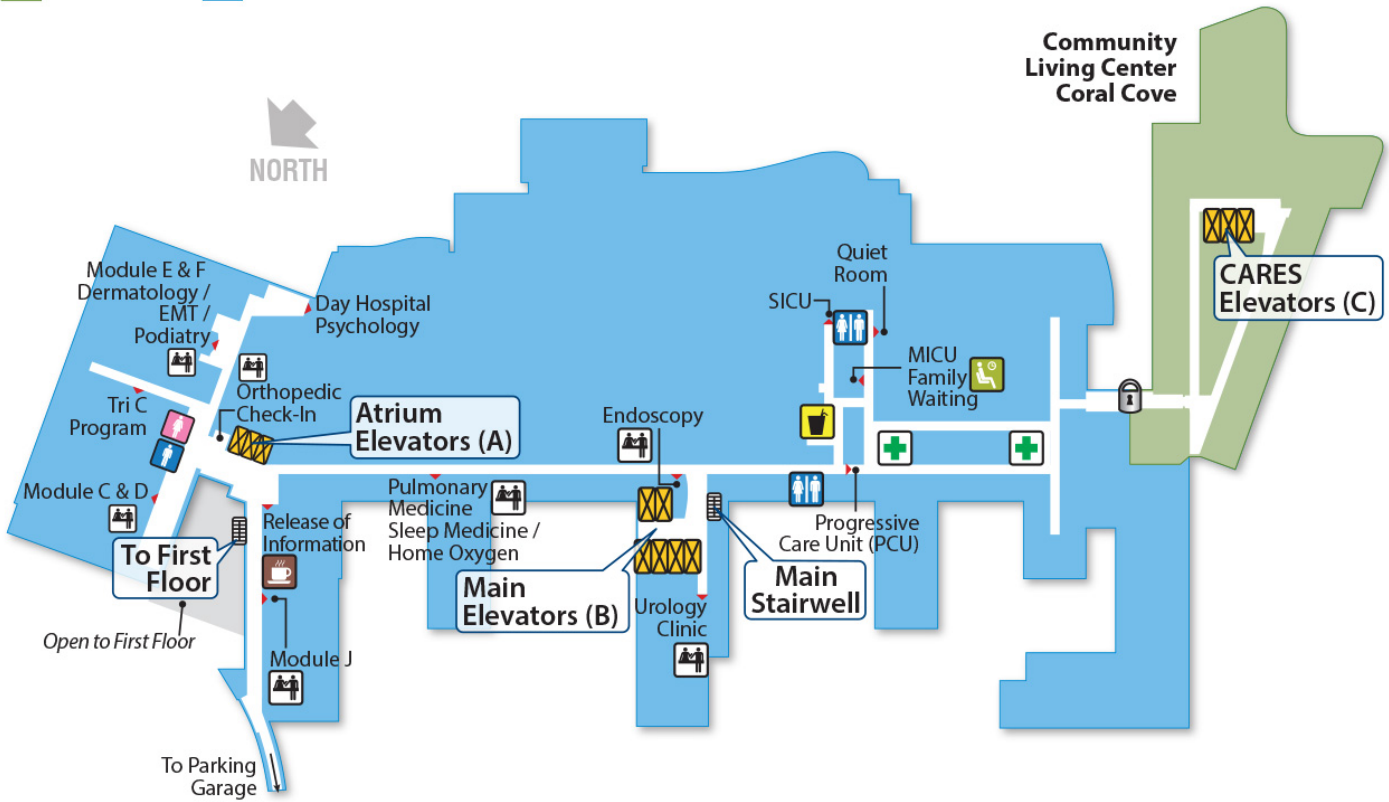 Community
Living Center
Coral Cove
NORTH
Module E & F
Dermatology /
EMT /
Podiatry
Day Hospital
Psychology
Quiet
Room
SICU
CARES
Elevators (C)
MICU
Family
Waiting
Tri C
Program
Orthopedic
Check-In
Atrium
Elevators (A)
Endoscopy
Module C & D
Pulmonary
Medicine
Sleep Medicine /
Home Oxygen
Release of
Information
Progressive
Care Unit (PCU)
To First
Floor
Main
Elevators (B)
Main
Stairwell
Urology
Clinic
Open to First Floor
Module J
To Parking
Garage